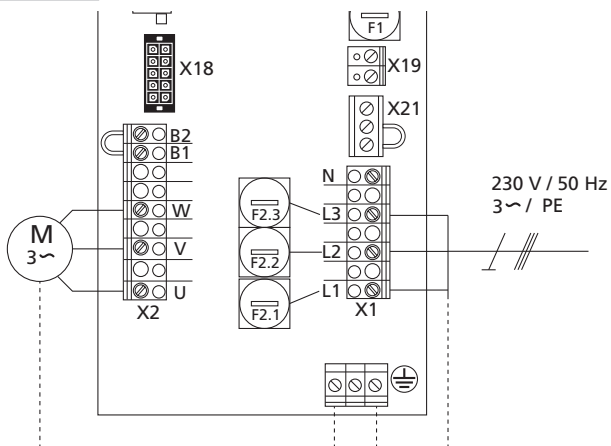 F1
X18
X19
X21
B2
B1
N
230 V / 50 Hz
3~ / PE
W
F2.3
L3
M
3~
V
F2.2
L2
U
F2.1
L1
X2
X1